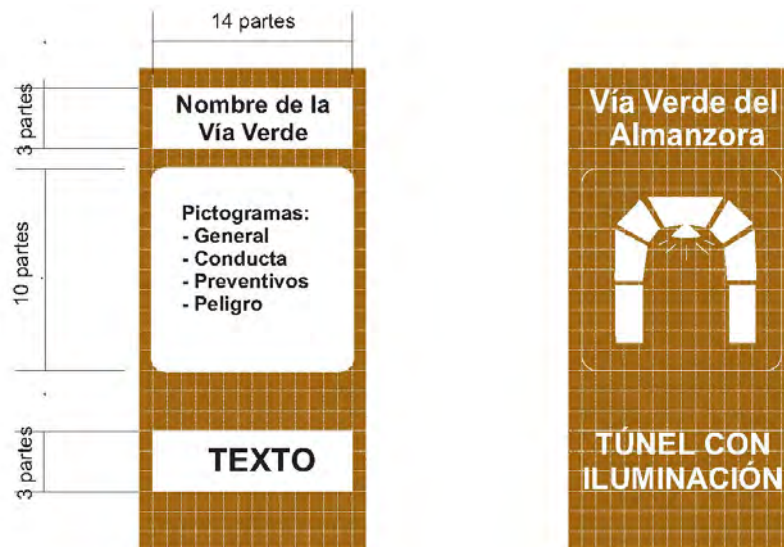 14 partes
3 partes
Nombre de la
Vía Verde
10 partes
Pictogramas:
- General
- Conducta
- Preventivos
- Peligro
3 partes
TEXTO
Vía Verde del
Almanzora
TÚNEL CON
ILUMINACIÓN